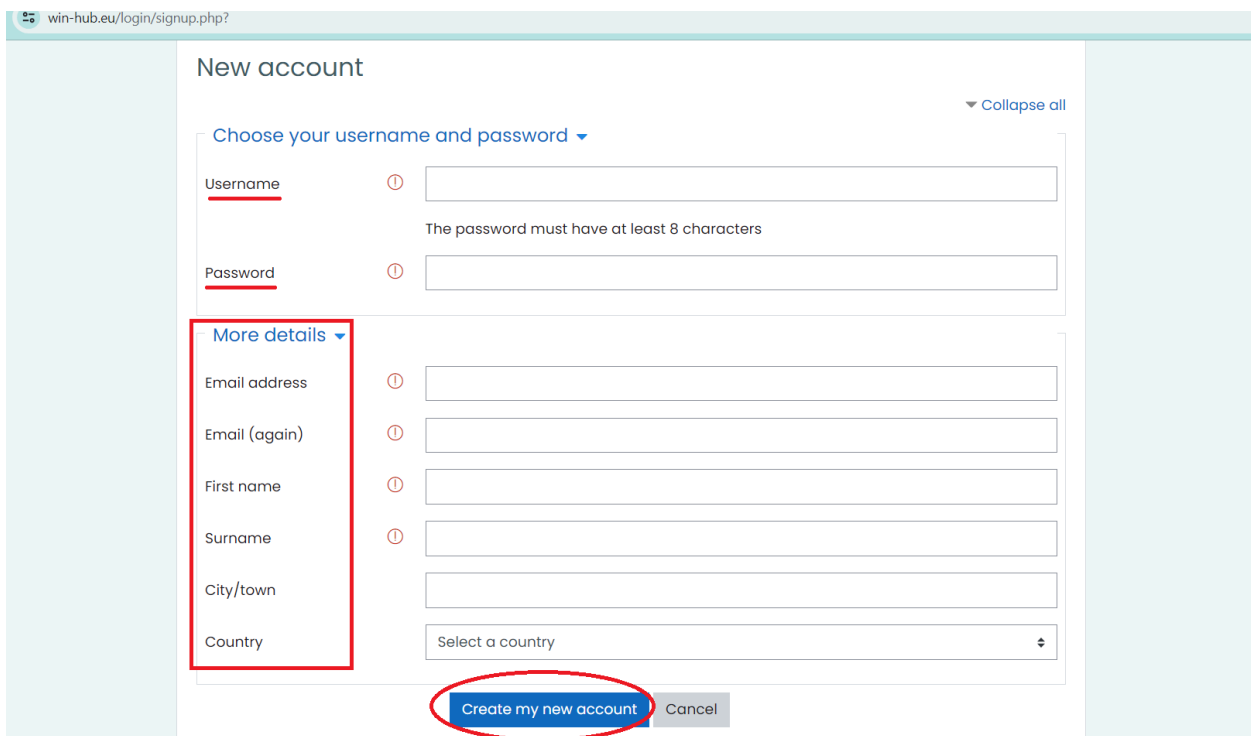 win-hub.eu/login/signup.php?
New account
Collapse all
Choose your username and password
Username
The password must have at least 8 characters
Password
More details
Email address
Email (again)
First name
Surname
City/town
Country
Select a country
Create my new account
Cancel